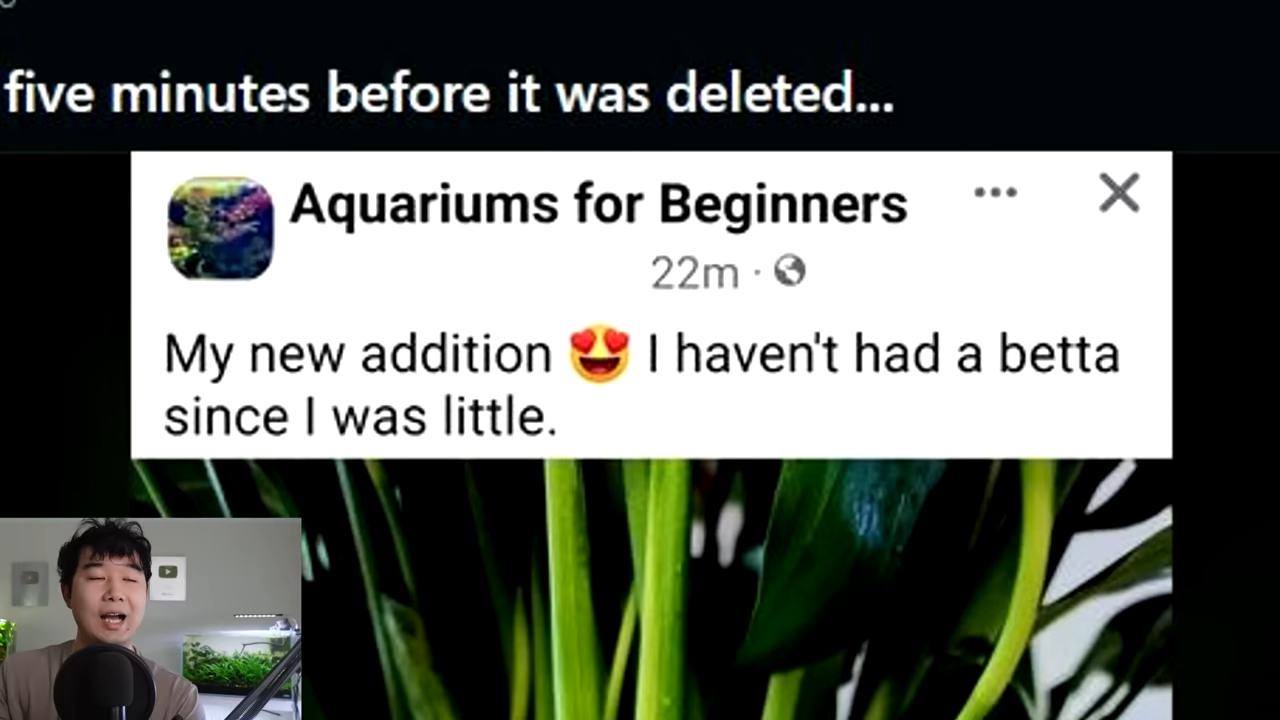 five minutes before it was deleted...
Aquariums for Beginners
22m ·
My new addition 😍 I haven't had a betta
since I was little.